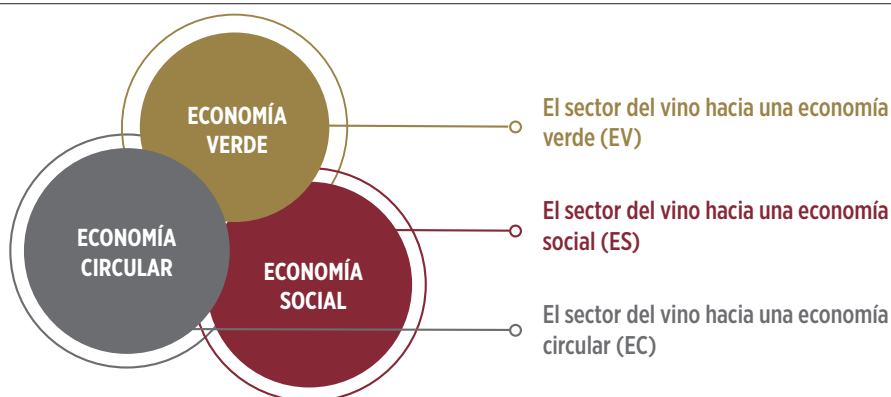 ECONOMÍA
VERDE
El sector del vino hacia una economía
verde (EV)
ECONOMÍA
CIRCULAR
El sector del vino hacia una economía
social (ES)
ECONOMÍA
SOCIAL
El sector del vino hacia una economía
circular (EC)